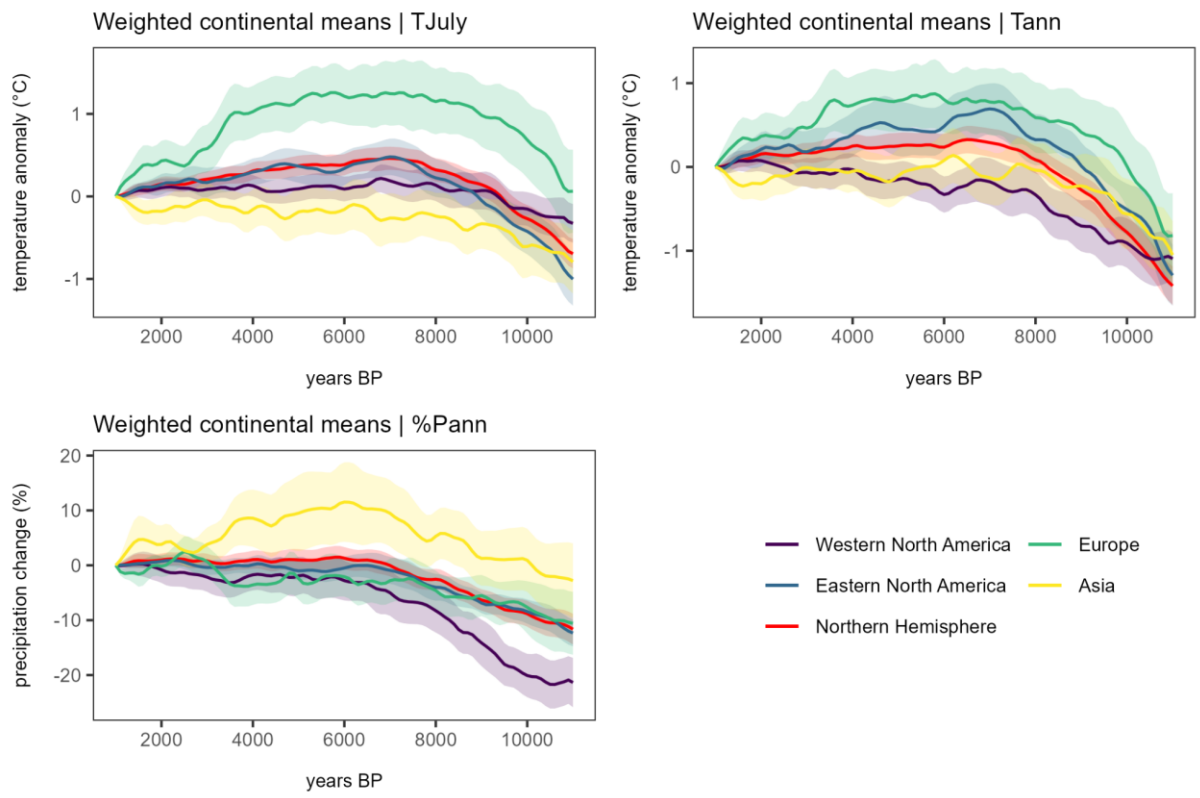 Weighted continental means | TJuly
temperature anomaly (°C)
1
0
-1
2000 4000 6000 8000 10000
years BP
Weighted continental means | Tann
temperature anomaly (°C)
1
0
-1
2000 4000 6000 8000 10000
years BP
Weighted continental means | %Pann
precipitation change (%)
20
10
0
-10
-20
2000 4000 6000 8000 10000
years BP
Western North America
Eastern North America
Northern Hemisphere
Europe
Asia